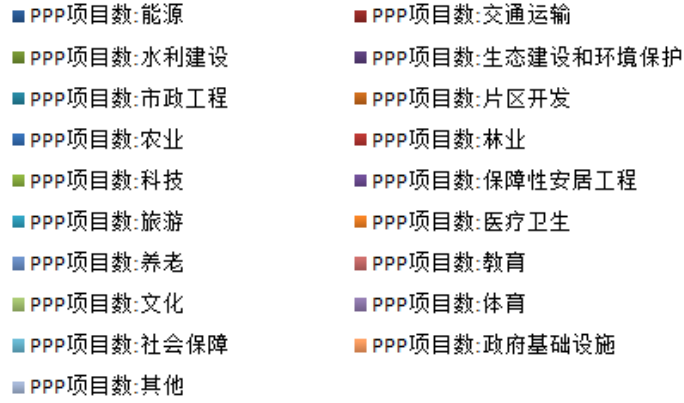 PPP项目数:能源
PPP项目数:交通运输
PPP项目数:水利建设
PPP项目数:生态建设和环境保护
PPP项目数:市政工程
PPP项目数:片区开发
PPP项目数:农业
PPP项目数:林业
PPP项目数:科技
PPP项目数:保障性安居工程
PPP项目数:旅游
PPP项目数:医疗卫生
PPP项目数:养老
PPP项目数:教育
PPP项目数:文化
PPP项目数:体育
PPP项目数:社会保障
PPP项目数:政府基础设施
PPP项目数:其他